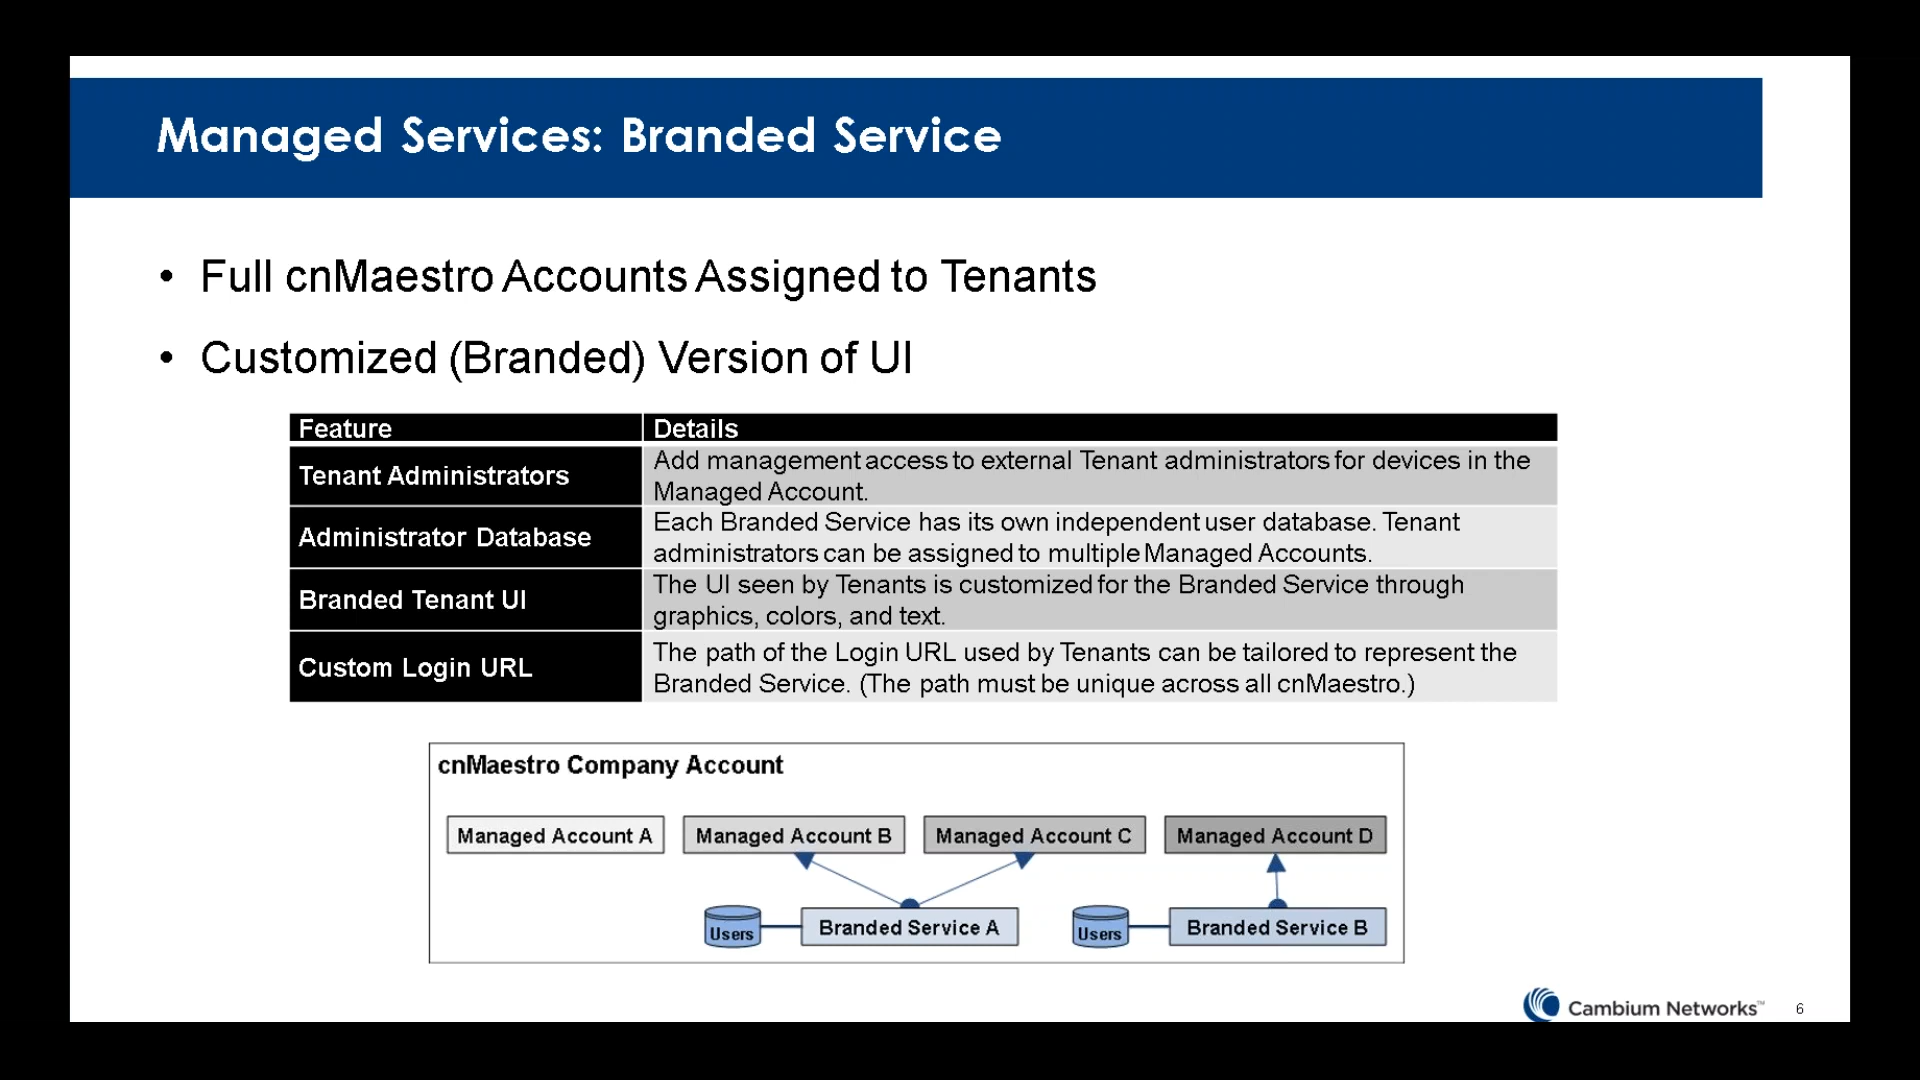 Managed Services: Branded Service
• Full cnMaestro Accounts Assigned to Tenants
• Customized (Branded) Version of UI
Feature Details
Tenant Administrators
Add management access to external Tenant administrators for devices in the
Managed Account.
Administrator Database
Each Branded Service has its own independent user database. Tenant
administrators can be assigned to multiple Managed Accounts.
Branded Tenant UI
The UI seen by Tenants is customized for the Branded Service through
graphics, colors, and text.
Custom Login URL
The path of the Login URL used by Tenants can be tailored to represent the
Branded Service. (The path must be unique across all cnMaestro.)
cnMaestro Company Account
Managed Account A Managed Account B Managed Account C Managed Account D
Users Branded Service A Users Branded Service B
Cambium Networks™ 6